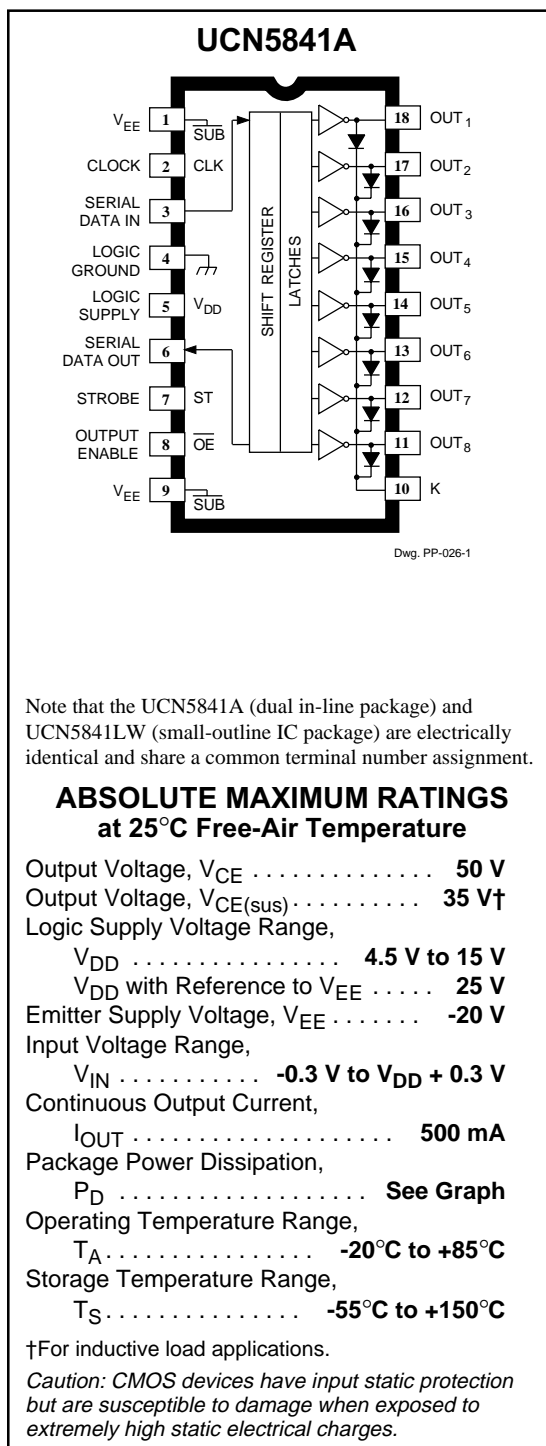 UCN5841A
V_EE 1 SUB 18 OUT_1
CLOCK 2 CLK 17 OUT_2
SERIAL DATA IN 3 16 OUT_3
LOGIC GROUND 4 15 OUT_4
LOGIC SUPPLY 5 V_DD 14 OUT_5
SERIAL DATA OUT 6 13 OUT_6
STROBE 7 ST 12 OUT_7
OUTPUT ENABLE 8 OE 11 OUT_8
V_EE 9 SUB 10 K
SHIFT REGISTER
LATCHES
Dwg. PP-026-1
Note that the UCN5841A (dual in-line package) and
UCN5841LW (small-outline IC package) are electrically
identical and share a common terminal number assignment.
ABSOLUTE MAXIMUM RATINGS
at 25°C Free-Air Temperature
Output Voltage, V_CE . . . . . . . . . . . . . . 50 V
Output Voltage, V_CE(sus) . . . . . . . . . . 35 V†
Logic Supply Voltage Range,
V_DD . . . . . . . . . . . . . . . . 4.5 V to 15 V
V_DD with Reference to V_EE . . . . . 25 V
Emitter Supply Voltage, V_EE . . . . . . . -20 V
Input Voltage Range,
V_IN . . . . . . . . . . . -0.3 V to V_DD + 0.3 V
Continuous Output Current,
I_OUT . . . . . . . . . . . . . . . . . . . . . 500 mA
Package Power Dissipation,
P_D . . . . . . . . . . . . . . . . . . . . See Graph
Operating Temperature Range,
T_A . . . . . . . . . . . . . . . . . -20°C to +85°C
Storage Temperature Range,
T_S . . . . . . . . . . . . . . . -55°C to +150°C
†For inductive load applications.
Caution: CMOS devices have input static protection
but are susceptible to damage when exposed to
extremely high static electrical charges.